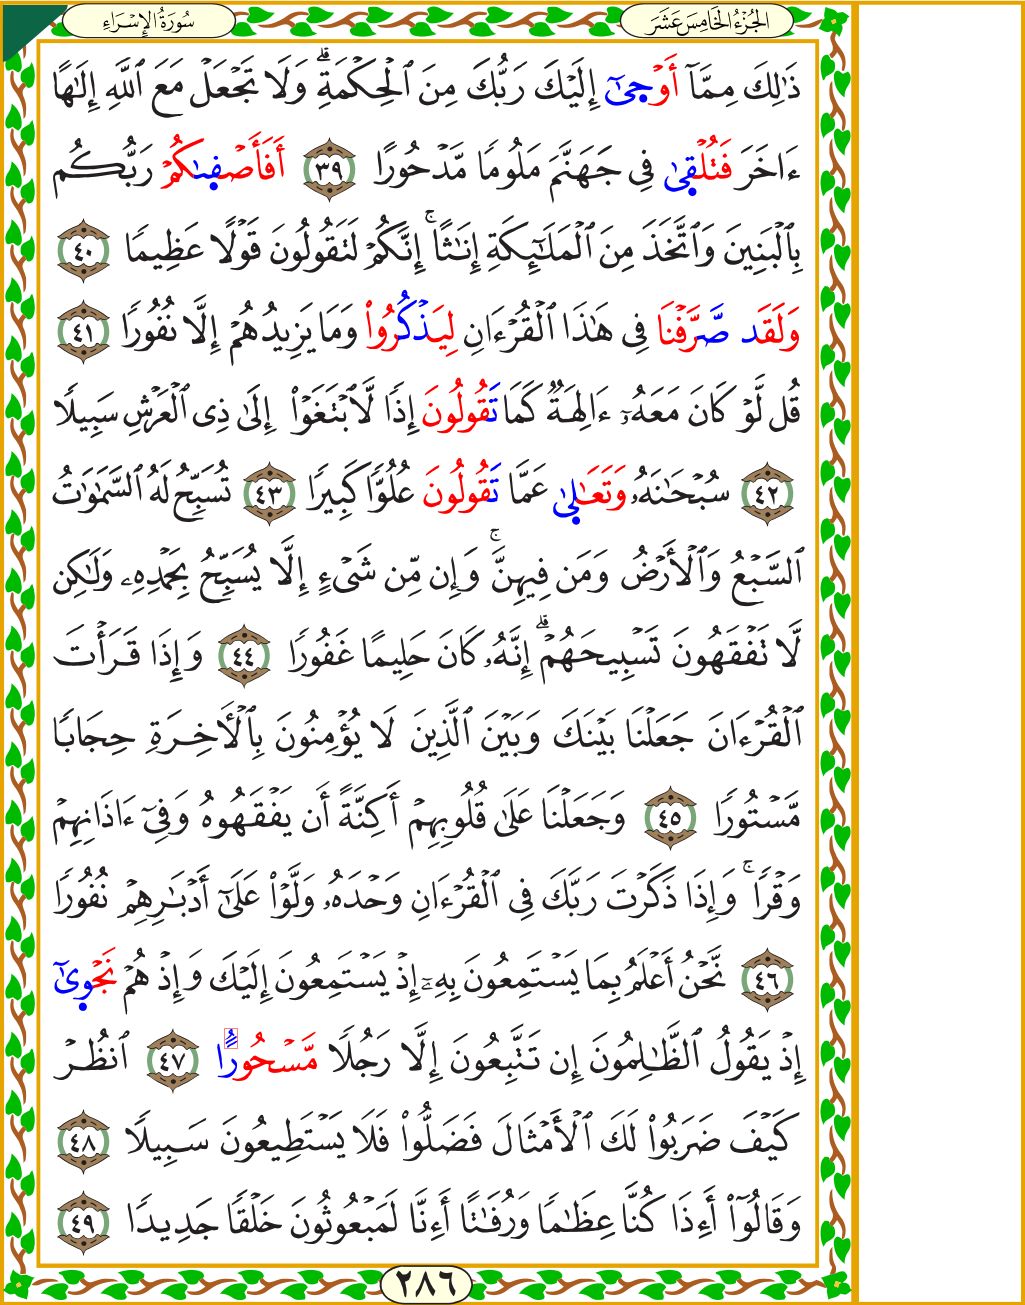 سُورَةُ الإِسْرَاءِ
الجُزْءُ الخَامِسَ عَشَرَ
ذَٰلِكَ مِمَّآ أَوْحَىٰٓ إِلَيْكَ رَبُّكَ مِنَ ٱلْحِكْمَةِۗ وَلَا تَجْعَلْ مَعَ ٱللَّهِ إِلَٰهًا
ءَاخَرَ فَتُلْقَىٰ فِى جَهَنَّمَ مَلُومًا مَّدْحُورًا ٣٩ أَفَأَصْفَىٰكُمْ رَبُّكُم
بِٱلْبَنِينَ وَٱتَّخَذَ مِنَ ٱلْمَلَٰٓئِكَةِ إِنَٰثًاۚ إِنَّكُمْ لَتَقُولُونَ قَوْلًا عَظِيمًا ٤٠
وَلَقَد صَّرَّفْنَا فِى هَٰذَا ٱلْقُرْءَانِ لِيَذْكُرُوا۟ وَمَا يَزِيدُهُمْ إِلَّا نُفُورًا ٤١
قُل لَّوْ كَانَ مَعَهُۥٓ ءَالِهَةٌ كَمَا تَقُولُونَ إِذًا لَّٱبْتَغَوْا۟ إِلَىٰ ذِى ٱلْعَرْشِ سَبِيلًا
٤٢ سُبْحَٰنَهُۥ وَتَعَٰلَىٰ عَمَّا تَقُولُونَ عُلُوًّا كَبِيرًا ٤٣ تُسَبِّحُ لَهُ ٱلسَّمَٰوَٰتُ
ٱلسَّبْعُ وَٱلْأَرْضُ وَمَن فِيهِنَّۚ وَإِن مِّن شَىْءٍ إِلَّا يُسَبِّحُ بِحَمْدِهِۦ وَلَٰكِن
لَّا تَفْقَهُونَ تَسْبِيحَهُمْۗ إِنَّهُۥ كَانَ حَلِيمًا غَفُورًا ٤٤ وَإِذَا قَرَأْتَ
ٱلْقُرْءَانَ جَعَلْنَا بَيْنَكَ وَبَيْنَ ٱلَّذِينَ لَا يُؤْمِنُونَ بِٱلْأَخِرَةِ حِجَابًا
مَّسْتُورًا ٤٥ وَجَعَلْنَا عَلَىٰ قُلُوبِهِمْ أَكِنَّةً أَن يَفْقَهُوهُ وَفِىٓ ءَاذَانِهِمْ
وَقْرًاۚ وَإِذَا ذَكَرْتَ رَبَّكَ فِى ٱلْقُرْءَانِ وَحْدَهُۥ وَلَّوْا۟ عَلَىٰٓ أَدْبَٰرِهِمْ نُفُورًا
٤٦ نَّحْنُ أَعْلَمُ بِمَا يَسْتَمِعُونَ بِهِۦٓ إِذْ يَسْتَمِعُونَ إِلَيْكَ وَإِذْ هُمْ نَجْوَىٰٓ
إِذْ يَقُولُ ٱلظَّٰلِمُونَ إِن تَتَّبِعُونَ إِلَّا رَجُلًا مَّسْحُورًا ٤٧ ٱنظُرْ
كَيْفَ ضَرَبُوا۟ لَكَ ٱلْأَمْثَالَ فَضَلُّوا۟ فَلَا يَسْتَطِيعُونَ سَبِيلًا ٤٨
وَقَالُوٓا۟ أَءِذَا كُنَّا عِظَٰمًا وَرُفَٰتًا أَءِنَّا لَمَبْعُوثُونَ خَلْقًا جَدِيدًا ٤٩
٢٨٦